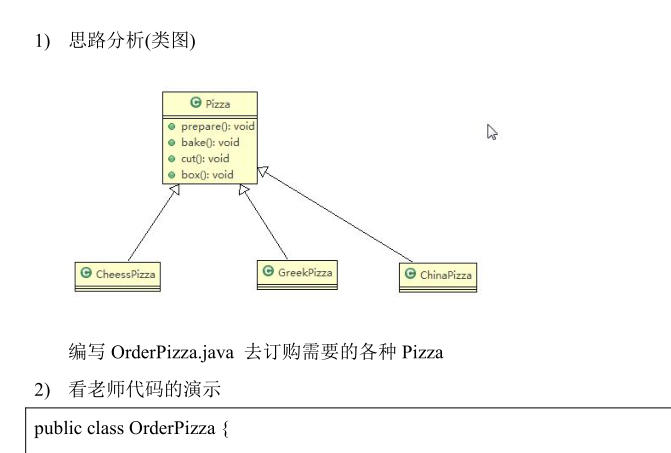 1) 思路分析(类图)
C Pizza
prepare(): void
bake(): void
cut(): void
box(): void
C CheessPizza
C GreekPizza
C ChinaPizza
编写 OrderPizza.java 去订购需要的各种 Pizza
2) 看老师代码的演示
public class OrderPizza {